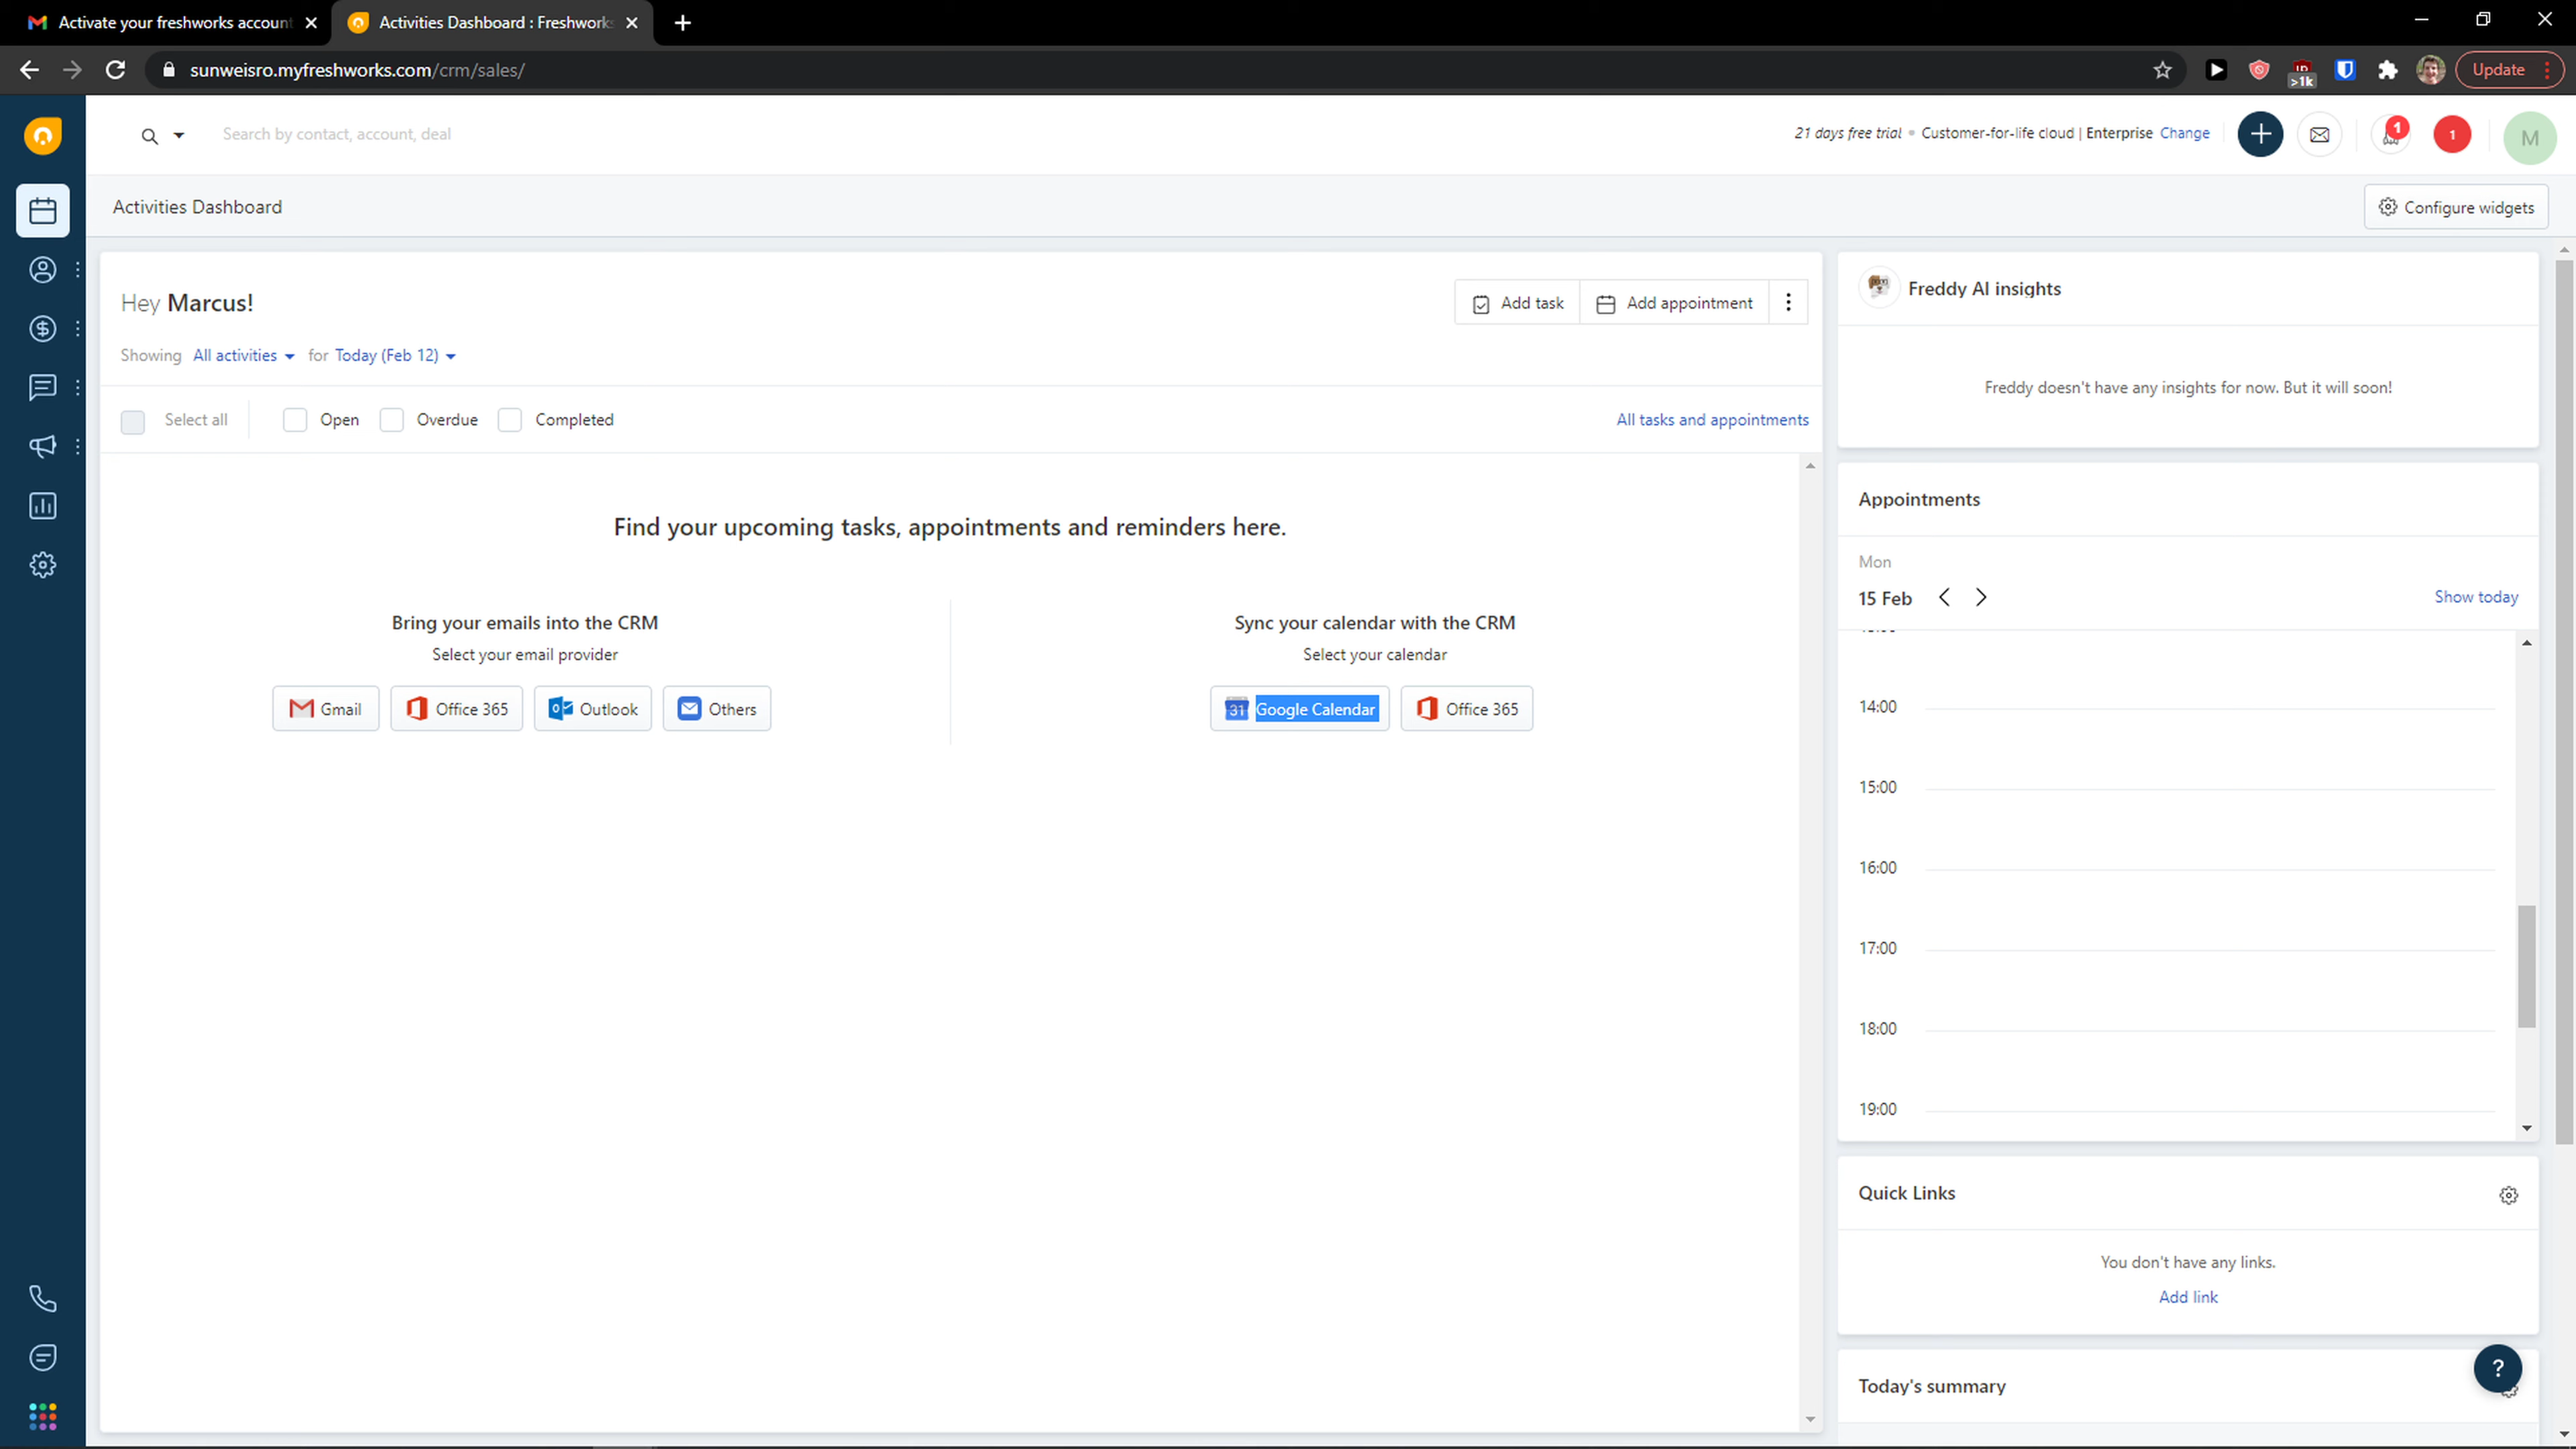 Activate your freshworks account
Activities Dashboard : Freshworks
sunweisro.myfreshworks.com/crm/sales/
>1k
Update
Search by contact, account, deal
21 days free trial • Customer-for-life cloud | Enterprise Change
1
1
M
Activities Dashboard
Configure widgets
Hey Marcus!
Add task
Add appointment
Showing All activities for Today (Feb 12)
Select all
Open
Overdue
Completed
All tasks and appointments
Find your upcoming tasks, appointments and reminders here.
Bring your emails into the CRM
Select your email provider
Gmail
Office 365
Outlook
Others
Sync your calendar with the CRM
Select your calendar
31 Google Calendar
Office 365
Freddy AI insights
Freddy doesn't have any insights for now. But it will soon!
Appointments
Mon
15 Feb
Show today
14:00
15:00
16:00
17:00
18:00
19:00
Quick Links
You don't have any links.
Add link
Today's summary
?